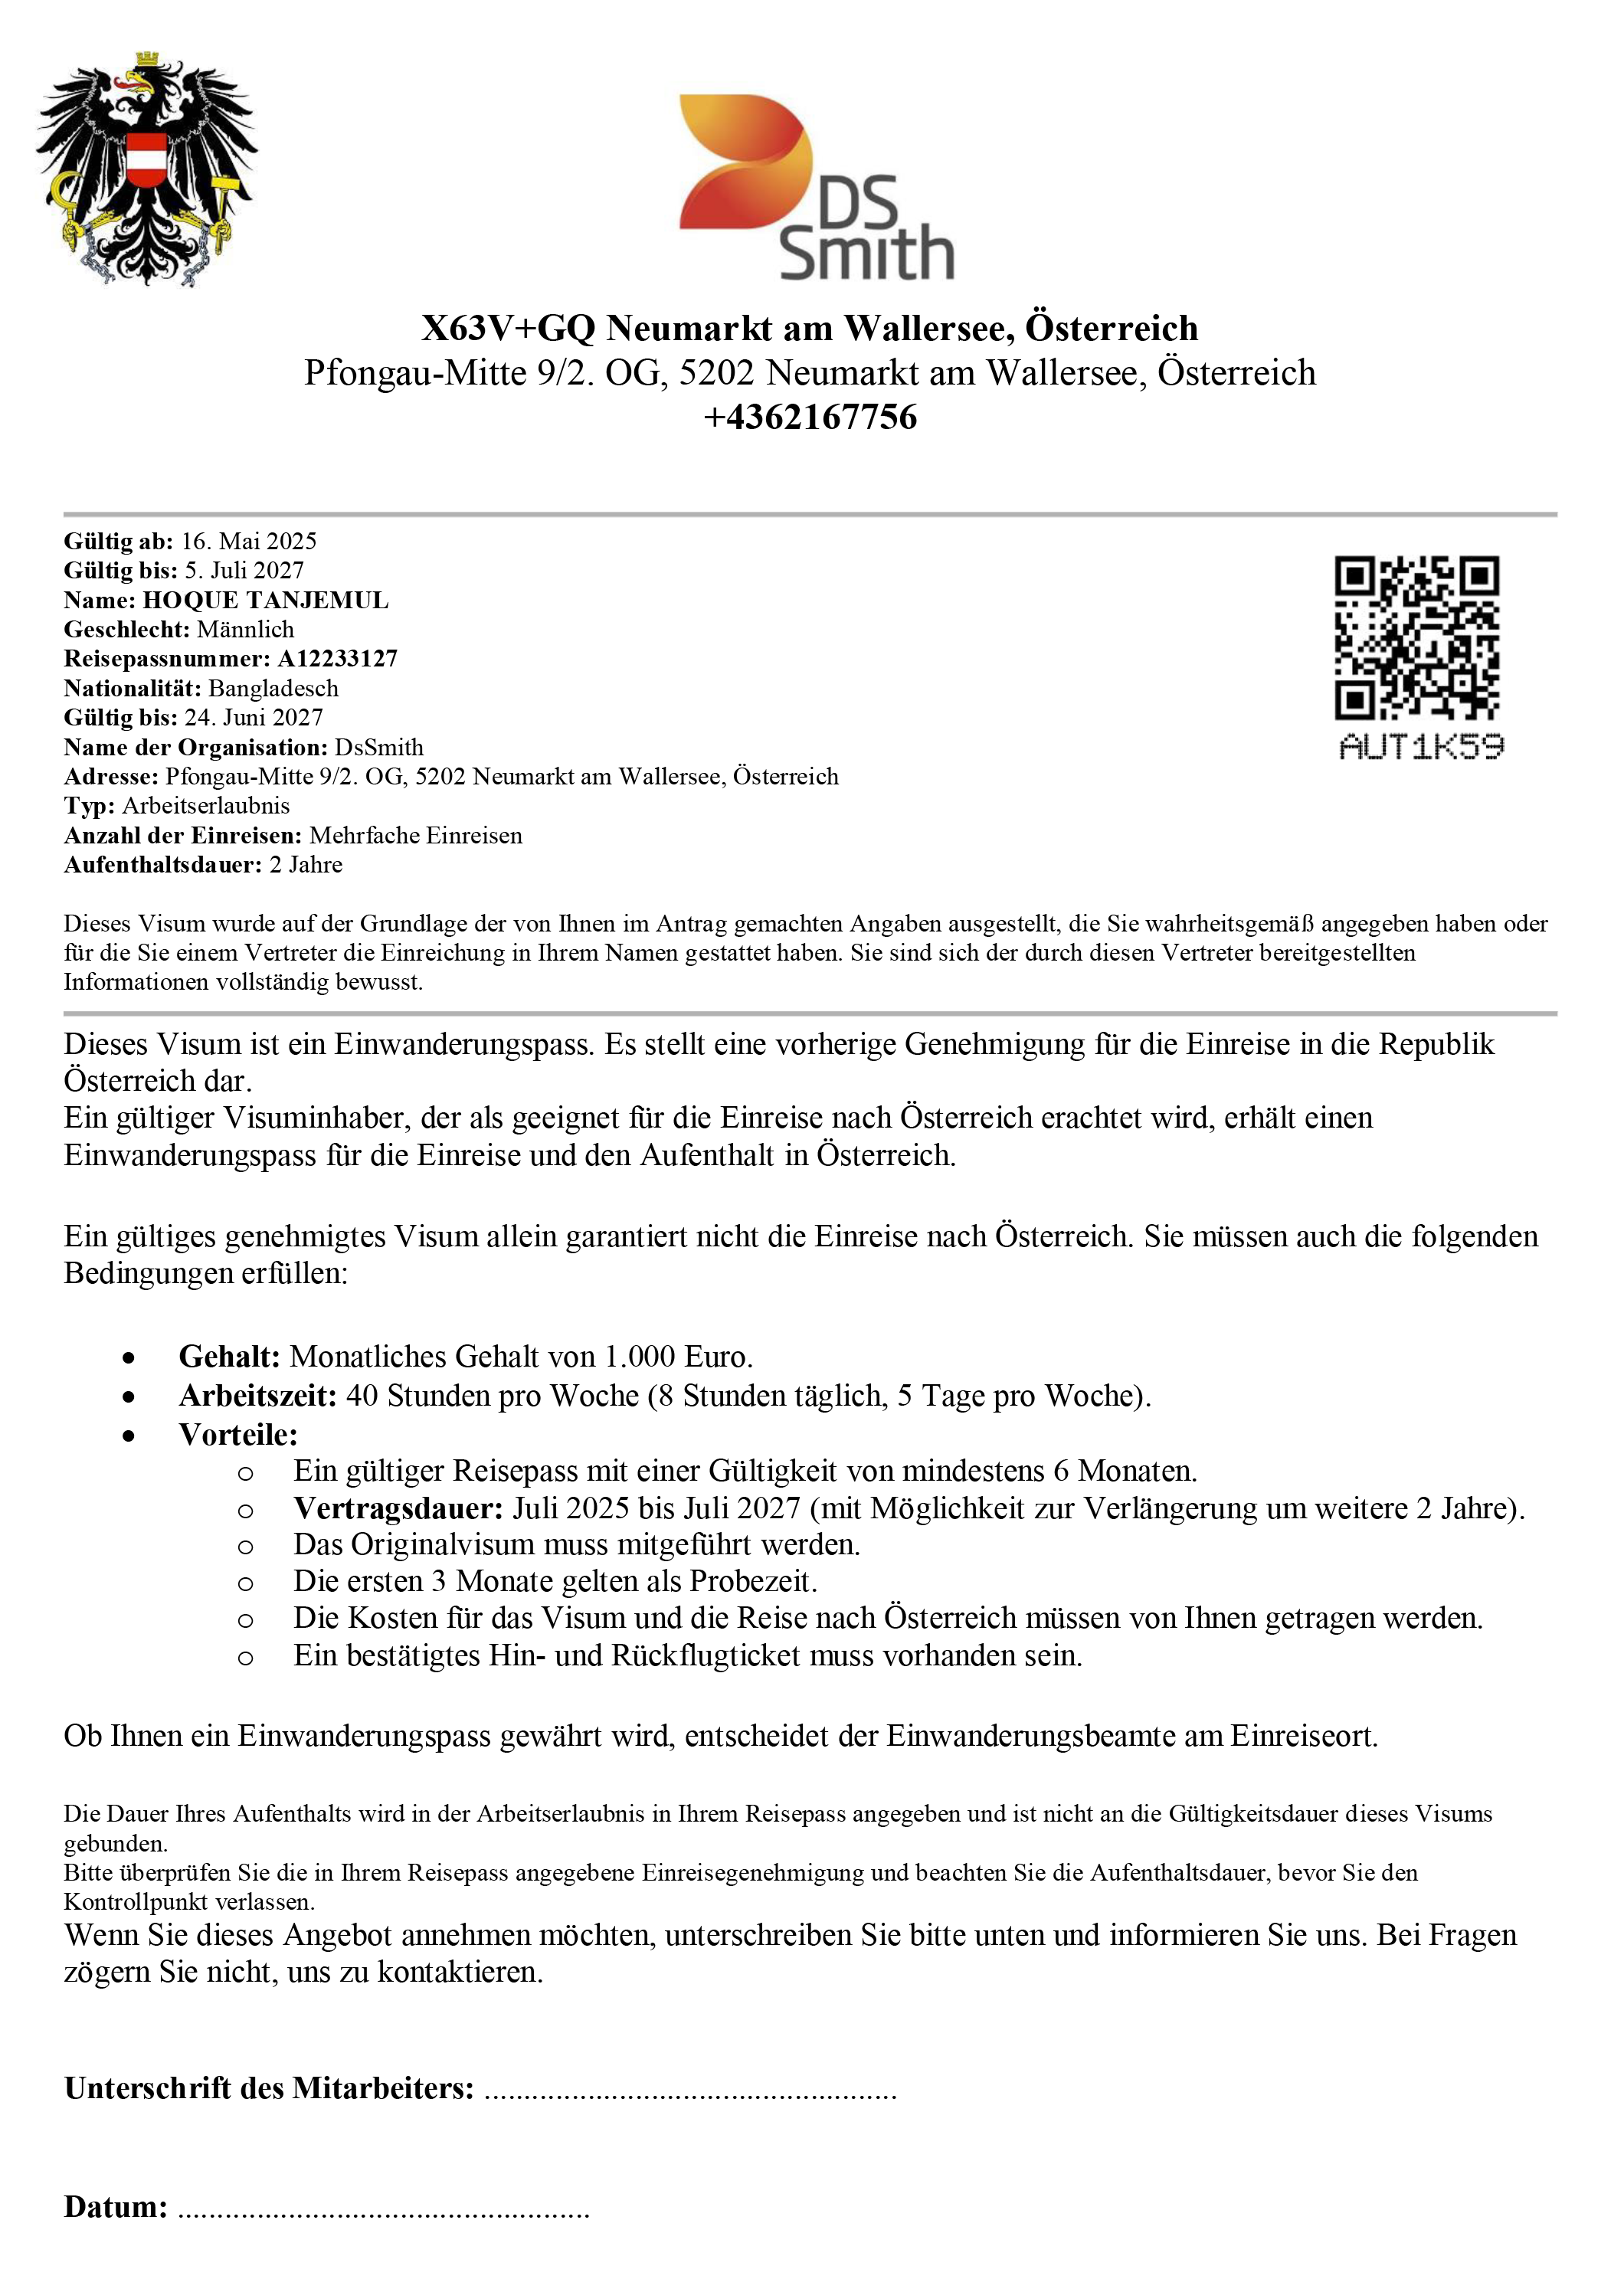 DS
Smith
X63V+GQ Neumarkt am Wallersee, Österreich
Pfongau-Mitte 9/2. OG, 5202 Neumarkt am Wallersee, Österreich
+4362167756
Gültig ab: 16. Mai 2025
Gültig bis: 5. Juli 2027
Name: HOQUE TANJEMUL
Geschlecht: Männlich
Reisepassnummer: A12233127
Nationalität: Bangladesch
Gültig bis: 24. Juni 2027
Name der Organisation: DsSmith
Adresse: Pfongau-Mitte 9/2. OG, 5202 Neumarkt am Wallersee, Österreich
Typ: Arbeitserlaubnis
Anzahl der Einreisen: Mehrfache Einreisen
Aufenthaltsdauer: 2 Jahre
AUT1K59
Dieses Visum wurde auf der Grundlage der von Ihnen im Antrag gemachten Angaben ausgestellt, die Sie wahrheitsgemäß angegeben haben oder
für die Sie einem Vertreter die Einreichung in Ihrem Namen gestattet haben. Sie sind sich der durch diesen Vertreter bereitgestellten
Informationen vollständig bewusst.
Dieses Visum ist ein Einwanderungspass. Es stellt eine vorherige Genehmigung für die Einreise in die Republik
Österreich dar.
Ein gültiger Visuminhaber, der als geeignet für die Einreise nach Österreich erachtet wird, erhält einen
Einwanderungspass für die Einreise und den Aufenthalt in Österreich.
Ein gültiges genehmigtes Visum allein garantiert nicht die Einreise nach Österreich. Sie müssen auch die folgenden
Bedingungen erfüllen:
• Gehalt: Monatliches Gehalt von 1.000 Euro.
• Arbeitszeit: 40 Stunden pro Woche (8 Stunden täglich, 5 Tage pro Woche).
• Vorteile:
o Ein gültiger Reisepass mit einer Gültigkeit von mindestens 6 Monaten.
o Vertragsdauer: Juli 2025 bis Juli 2027 (mit Möglichkeit zur Verlängerung um weitere 2 Jahre).
o Das Originalvisum muss mitgeführt werden.
o Die ersten 3 Monate gelten als Probezeit.
o Die Kosten für das Visum und die Reise nach Österreich müssen von Ihnen getragen werden.
o Ein bestätigtes Hin- und Rückflugticket muss vorhanden sein.
Ob Ihnen ein Einwanderungspass gewährt wird, entscheidet der Einwanderungsbeamte am Einreiseort.
Die Dauer Ihres Aufenthalts wird in der Arbeitserlaubnis in Ihrem Reisepass angegeben und ist nicht an die Gültigkeitsdauer dieses Visums
gebunden.
Bitte überprüfen Sie die in Ihrem Reisepass angegebene Einreisegenehmigung und beachten Sie die Aufenthaltsdauer, bevor Sie den
Kontrollpunkt verlassen.
Wenn Sie dieses Angebot annehmen möchten, unterschreiben Sie bitte unten und informieren Sie uns. Bei Fragen
zögern Sie nicht, uns zu kontaktieren.
Unterschrift des Mitarbeiters: ....................................................
Datum: ....................................................